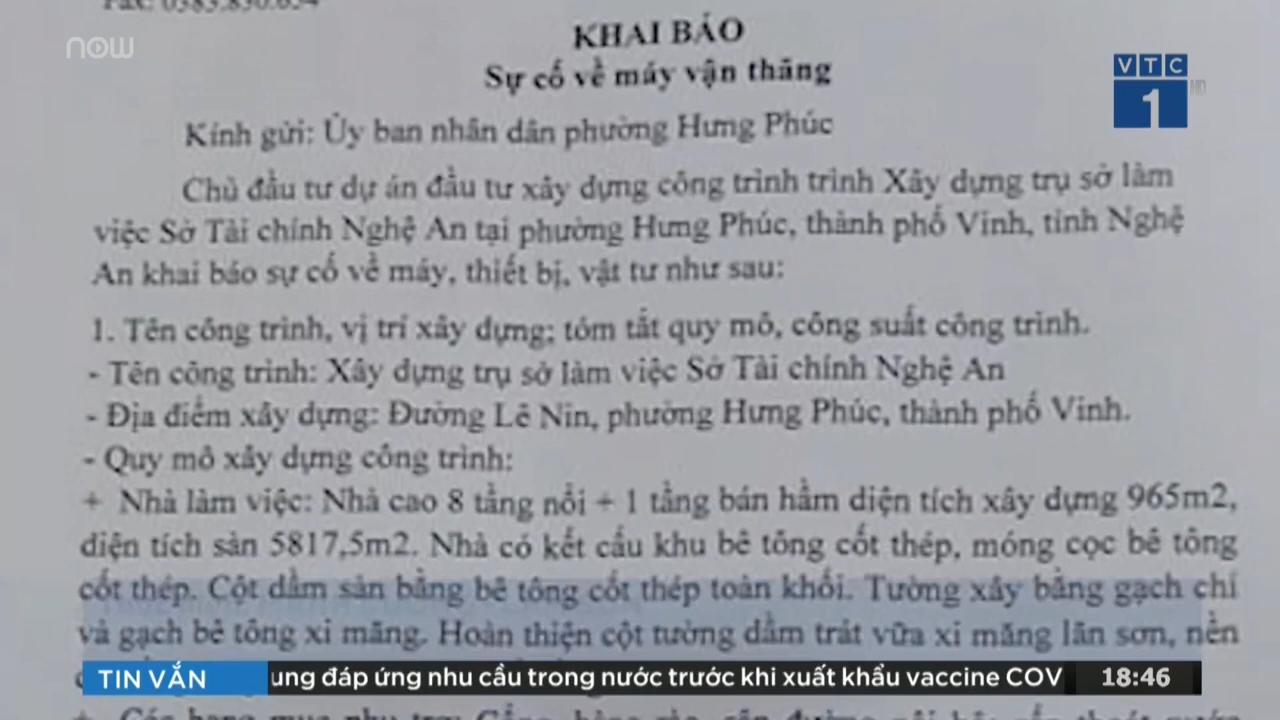 Fax: 0383.830.634
KHAI BÁO
now
Sự cố về máy vận thăng
VTC
HD
1
Kính gửi: Ủy ban nhân dân phường Hưng Phúc
Chủ đầu tư dự án đầu tư xây dựng công trình trình Xây dựng trụ sở làm
việc Sở Tài chính Nghệ An tại phường Hưng Phúc, thành phố Vinh, tỉnh Nghệ
An khai báo sự cố về máy, thiết bị, vật tư như sau:
1. Tên công trình, vị trí xây dựng; tóm tắt quy mô, công suất công trình.
- Tên công trình: Xây dựng trụ sở làm việc Sở Tài chính Nghệ An
- Địa điểm xây dựng: Đường Lê Nin, phường Hưng Phúc, thành phố Vinh.
- Quy mô xây dựng công trình:
+ Nhà làm việc: Nhà cao 8 tầng nổi + 1 tầng bán hầm diện tích xây dựng 965m2,
diện tích sàn 5817,5m2. Nhà có kết cấu khu bê tông cốt thép, móng cọc bê tông
cốt thép. Cột dầm sàn bằng bê tông cốt thép toàn khối. Tường xây bằng gạch chỉ
và gạch bê tông xi măng. Hoàn thiện cột tường dầm trát vữa xi măng lăn sơn, nền
TIN VẮN
ung đáp ứng nhu cầu trong nước trước khi xuất khẩu vaccine COV
18:46